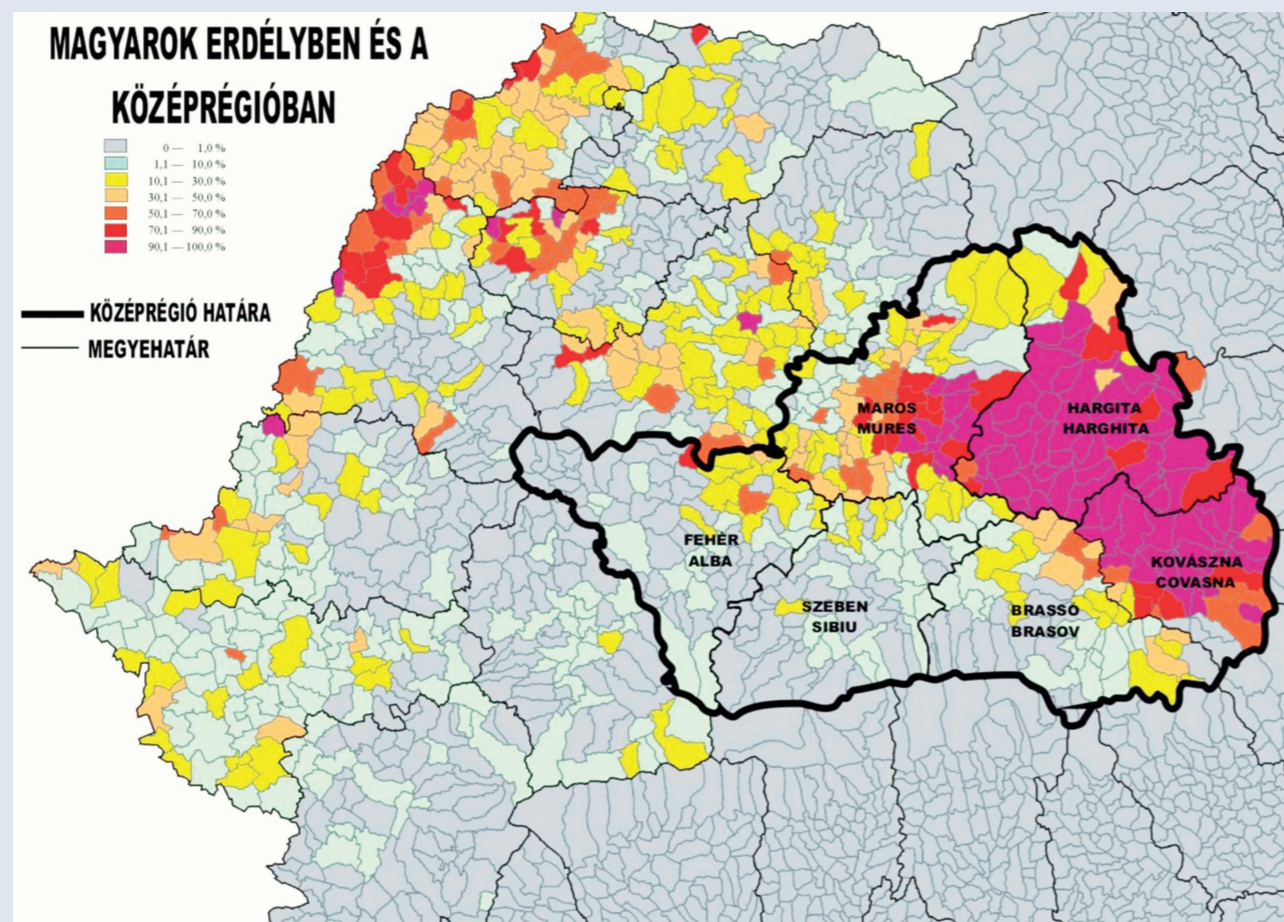 MAGYAROK ERDÉLYBEN ÉS A
KÖZÉPRÉGIÓBAN
0 — 1,0 %
1,1 — 10,0 %
10,1 — 30,0 %
30,1 — 50,0 %
50,1 — 70,0 %
70,1 — 90,0 %
90,1 — 100,0 %
KÖZÉPRÉGIÓ HATÁRA
MEGYEHATÁR
MAROS
MURES
HARGITA
HARGHITA
FEHÉR
ALBA
KOVÁSZNA
COVASNA
SZEBEN
SIBIU
BRASSÓ
BRASOV